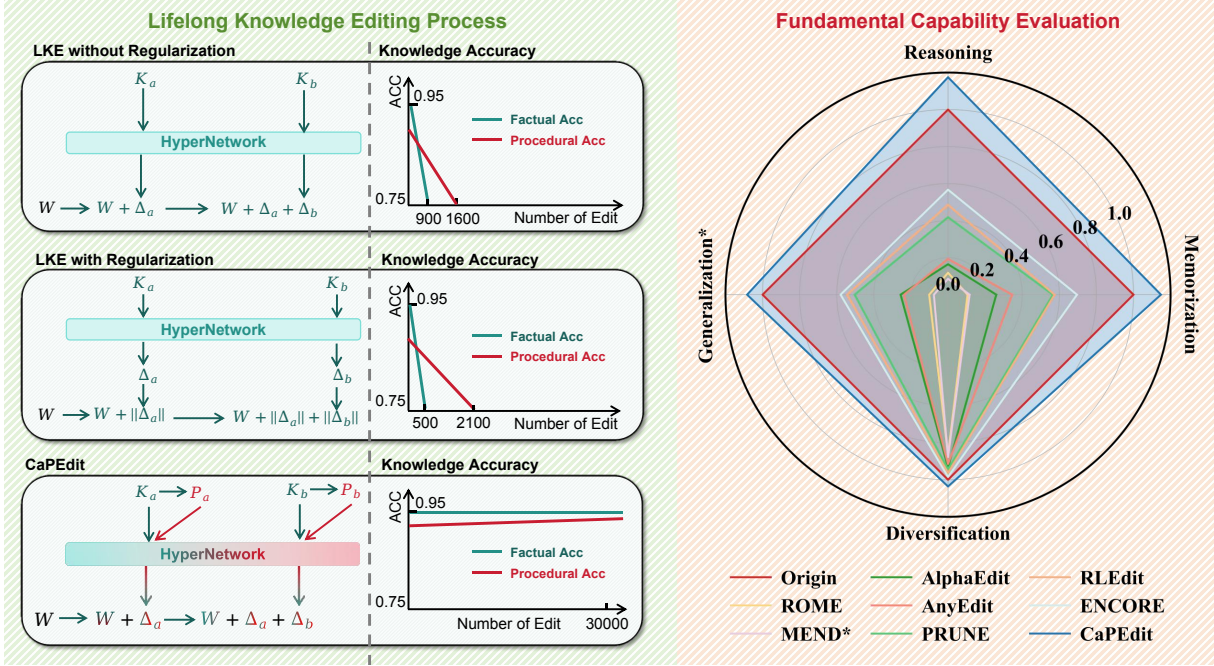 Lifelong Knowledge Editing Process
LKE without Regularization
Knowledge Accuracy
K_a
K_b
HyperNetwork
W
W + Δ_a
W + Δ_a + Δ_b
ACC
0.95
Factual Acc
Procedural Acc
0.75
900 1600
Number of Edit
LKE with Regularization
Knowledge Accuracy
K_a
K_b
HyperNetwork
Δ_a
Δ_b
W
W + ||Δ_a||
W + ||Δ_a|| + ||Δ_b||
ACC
0.95
Factual Acc
Procedural Acc
0.75
500 2100
Number of Edit
CaPEdit
Knowledge Accuracy
K_a
P_a
K_b
P_b
HyperNetwork
W
W + Δ_a
W + Δ_a + Δ_b
ACC
0.95
Factual Acc
Procedural Acc
0.75
Number of Edit
30000
Fundamental Capability Evaluation
Reasoning
Generalization*
Memorization
Diversification
0.0
0.2
0.4
0.6
0.8
1.0
Origin
AlphaEdit
RLEdit
ROME
AnyEdit
ENCORE
MEND*
PRUNE
CaPEdit